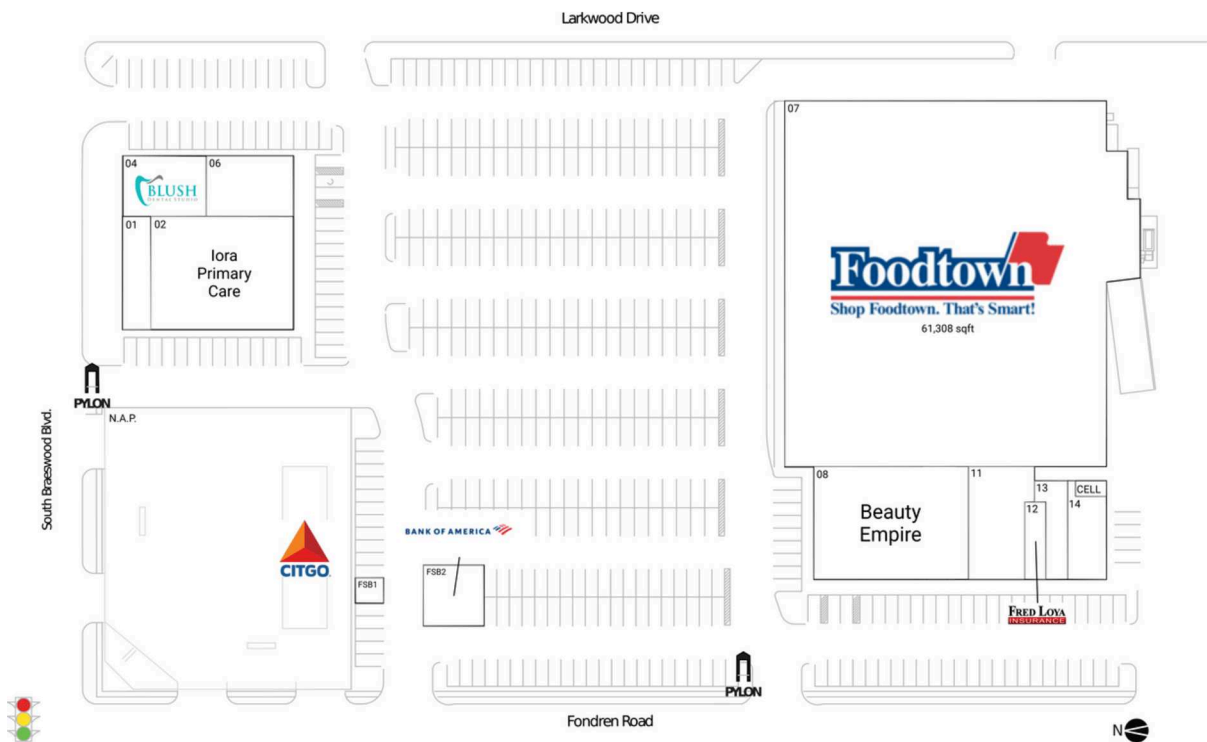 Larkwood Drive
07
04
06
BLUSH
DENTAL STUDIO
01
02
Iora
Primary
Care
Foodtown
Shop Foodtown. That's Smart!
61,308 sqft
PYLON
N.A.P.
South Braeswood Blvd.
08
11
13
CELL
12
14
Beauty
Empire
BANK OF AMERICA
CITGO
FSB1
FSB2
FRED LOYA
INSURANCE
PYLON
Fondren Road
N